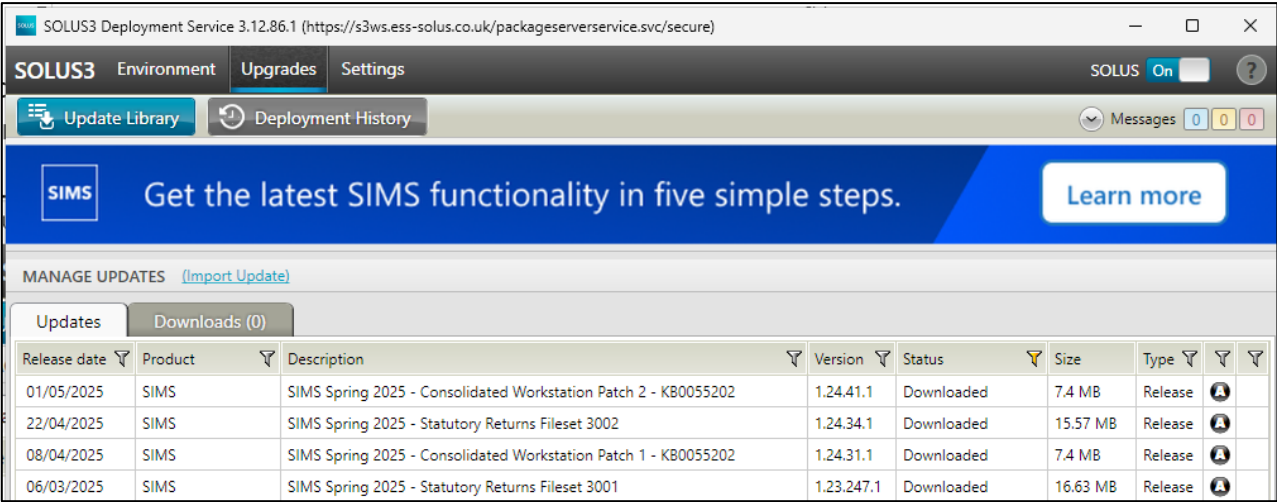 SOLUS3 Deployment Service 3.12.86.1 (https://s3ws.ess-solus.co.uk/packageserverservice.svc/secure)
SOLUS3 Environment Upgrades Settings SOLUS On ?
Update Library Deployment History Messages 0 0 0
SIMS Get the latest SIMS functionality in five simple steps. Learn more
MANAGE UPDATES (Import Update)
Updates Downloads (0)
Release date Product Description Version Status Size Type
01/05/2025 SIMS SIMS Spring 2025 - Consolidated Workstation Patch 2 - KB0055202 1.24.41.1 Downloaded 7.4 MB Release A
22/04/2025 SIMS SIMS Spring 2025 - Statutory Returns Fileset 3002 1.24.34.1 Downloaded 15.57 MB Release A
08/04/2025 SIMS SIMS Spring 2025 - Consolidated Workstation Patch 1 - KB0055202 1.24.31.1 Downloaded 7.4 MB Release A
06/03/2025 SIMS SIMS Spring 2025 - Statutory Returns Fileset 3001 1.23.247.1 Downloaded 16.63 MB Release A